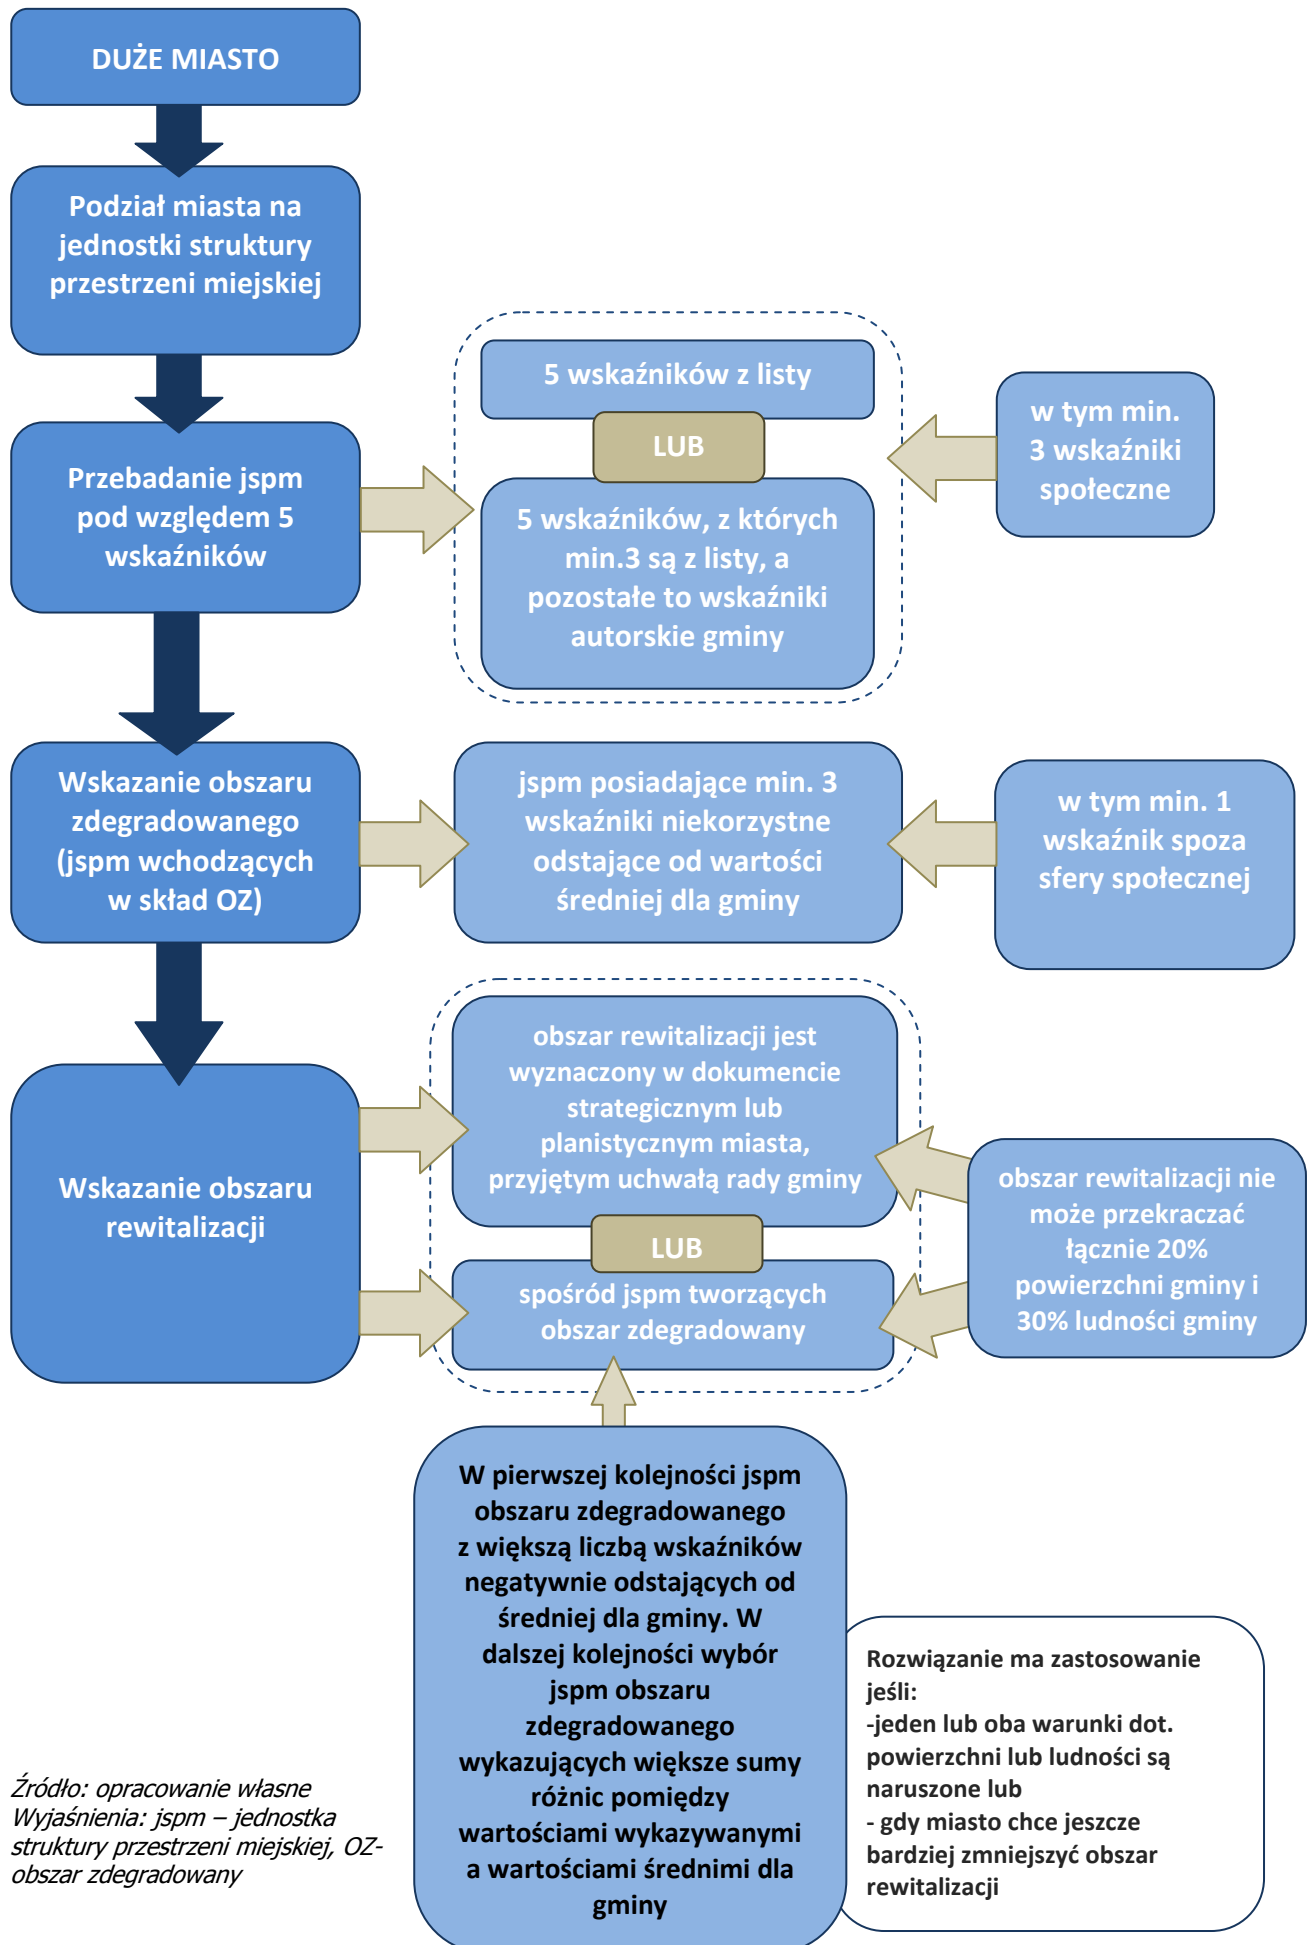 DUŻE MIASTO
Podział miasta na
jednostki struktury
przestrzeni miejskiej
Przebadanie jspm
pod względem 5
wskaźników
5 wskaźników z listy
LUB
5 wskaźników, z których
min.3 są z listy, a
pozostałe to wskaźniki
autorskie gminy
w tym min.
3 wskaźniki
społeczne
Wskazanie obszaru
zdegradowanego
(jspm wchodzących
w skład OZ)
jspm posiadające min. 3
wskaźniki niekorzystne
odstające od wartości
średniej dla gminy
w tym min. 1
wskaźnik spoza
sfery społecznej
Wskazanie obszaru
rewitalizacji
obszar rewitalizacji jest
wyznaczony w dokumencie
strategicznym lub
planistycznym miasta,
przyjętym uchwałą rady gminy
LUB
spośród jspm tworzących
obszar zdegradowany
obszar rewitalizacji nie
może przekraczać
łącznie 20%
powierzchni gminy i
30% ludności gminy
W pierwszej kolejności jspm
obszaru zdegradowanego
z większą liczbą wskaźników
negatywnie odstających od
średniej dla gminy. W
dalszej kolejności wybór
jspm obszaru
zdegradowanego
wykazujących większe sumy
różnic pomiędzy
wartościami wykazywanymi
a wartościami średnimi dla
gminy
Rozwiązanie ma zastosowanie
jeśli:
-jeden lub oba warunki dot.
powierzchni lub ludności są
naruszone lub
- gdy miasto chce jeszcze
bardziej zmniejszyć obszar
rewitalizacji
Źródło: opracowanie własne
Wyjaśnienia: jspm – jednostka
struktury przestrzeni miejskiej, OZ-
obszar zdegradowany